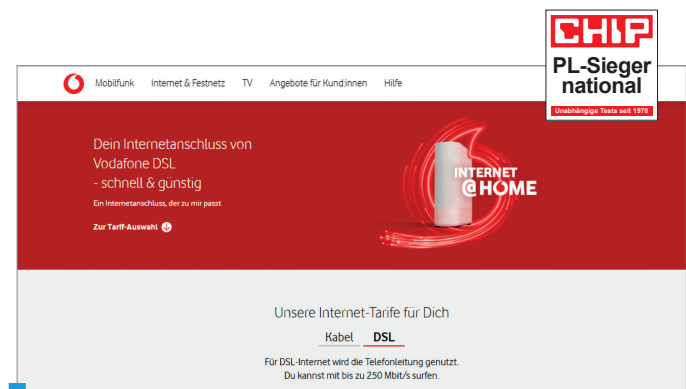 CHIP
PL-Sieger
national
Unabhängige Tests seit 1978
Mobilfunk Internet & Festnetz TV Angebote für Kund:innen Hilfe
Dein Internetanschluss von
Vodafone DSL
- schnell & günstig
Ein Internetanschluss, der zu mir passt
Zur Tarif-Auswahl
INTERNET
@HOME
Unsere Internet-Tarife für Dich
Kabel DSL
Für DSL-Internet wird die Telefonleitung genutzt.
Du kannst mit bis zu 250 Mbit/s surfen.